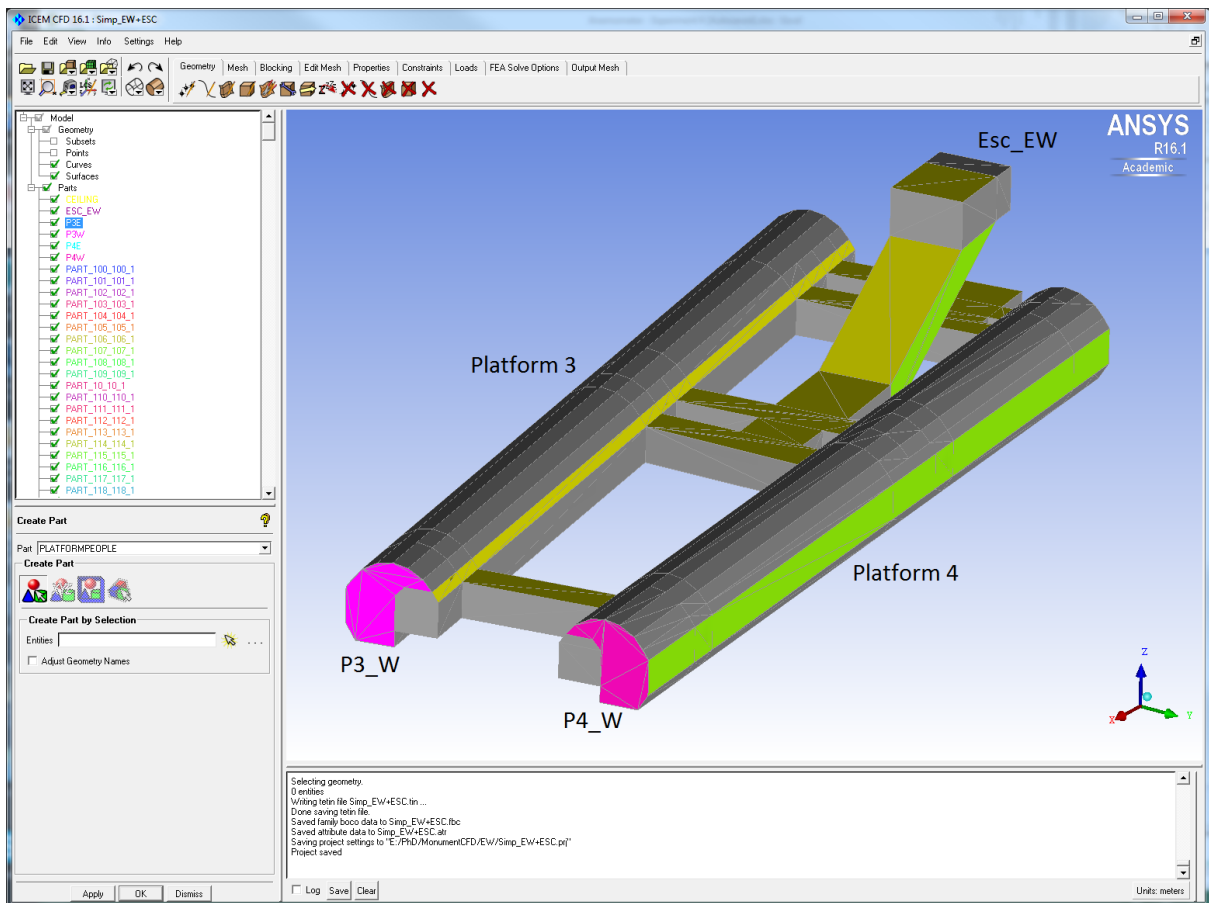 ICEM CFD 16.1 : Simp_EW+ESC
File Edit View Info Settings Help
Geometry Mesh Blocking Edit Mesh Properties Constraints Loads FEA Solve Options Output Mesh
Model
Geometry
Subsets
Points
Curves
Surfaces
Parts
CEILING
ESC_EW
P3E
P3W
P4E
P4W
PART_100_100_1
PART_101_101_1
PART_102_102_1
PART_103_103_1
PART_104_104_1
PART_105_105_1
PART_106_106_1
PART_107_107_1
PART_108_108_1
PART_109_109_1
PART_10_10_1
PART_110_110_1
PART_111_111_1
PART_112_112_1
PART_113_113_1
PART_114_114_1
PART_115_115_1
PART_116_116_1
PART_117_117_1
PART_118_118_1
Create Part
Part PLATFORMPEOPLE
Create Part
Create Part by Selection
Entities
...
Adjust Geometry Names
Apply OK Dismiss
ANSYS
R16.1
Academic
Esc_EW
Platform 3
Platform 4
P3_W
P4_W
Z
X
Y
Selecting geometry.
0 entities
Writing tetin file Simp_EW+ESC.tin ...
Done saving tetin file.
Saved family boco data to Simp_EW+ESC.fbc
Saved attribute data to Simp_EW+ESC.atr
Saving project settings to "E:/PhD/MonumentCFD/EW/Simp_EW+ESC.prj"
Project saved
Log Save Clear
Units: meters